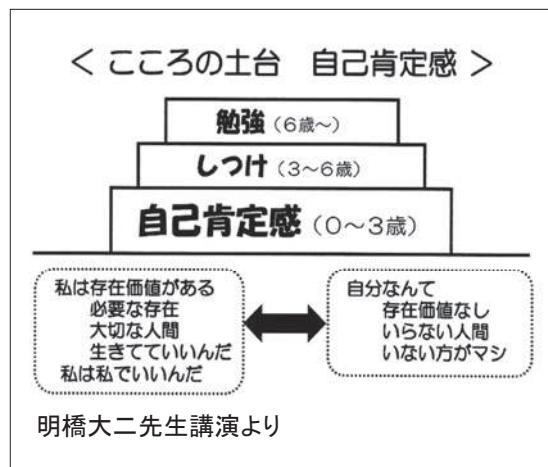 ＜ こころの土台　自己肯定感 ＞
勉強（6歳～）
しつけ（3～6歳）
自己肯定感（0～3歳）
私は存在価値がある
必要な存在
大切な人間
生きてていいんだ
私は私でいいんだ
自分なんて
存在価値なし
いらない人間
いない方がマシ
明橋大二先生講演より